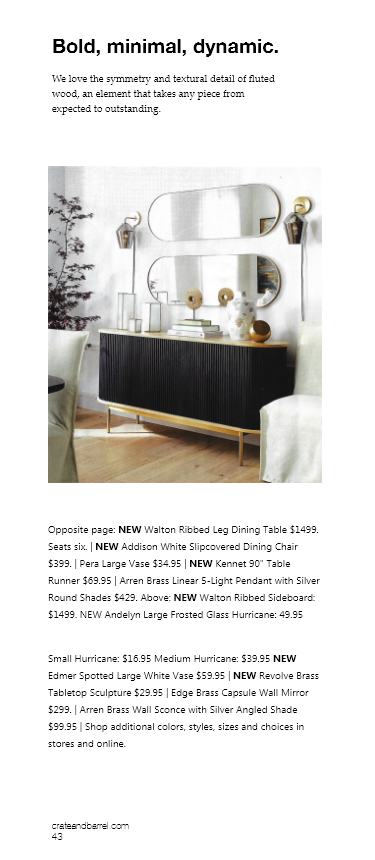 Bold, minimal, dynamic.
We love the symmetry and textural detail of fluted
wood, an element that takes any piece from
expected to outstanding.
Opposite page: NEW Walton Ribbed Leg Dining Table $1499.
Seats six. | NEW Addison White Slipcovered Dining Chair
$399. | Pera Large Vase $34.95 | NEW Kennet 90" Table
Runner $69.95 | Arren Brass Linear 5-Light Pendant with Silver
Round Shades $429. Above: NEW Walton Ribbed Sideboard:
$1499. NEW Andelyn Large Frosted Glass Hurricane: 49.95
Small Hurricane: $16.95 Medium Hurricane: $39.95 NEW
Edmer Spotted Large White Vase $59.95 | NEW Revolve Brass
Tabletop Sculpture $29.95 | Edge Brass Capsule Wall Mirror
$299. | Arren Brass Wall Sconce with Silver Angled Shade
$99.95 | Shop additional colors, styles, sizes and choices in
stores and online.
crateandbarrel.com
43